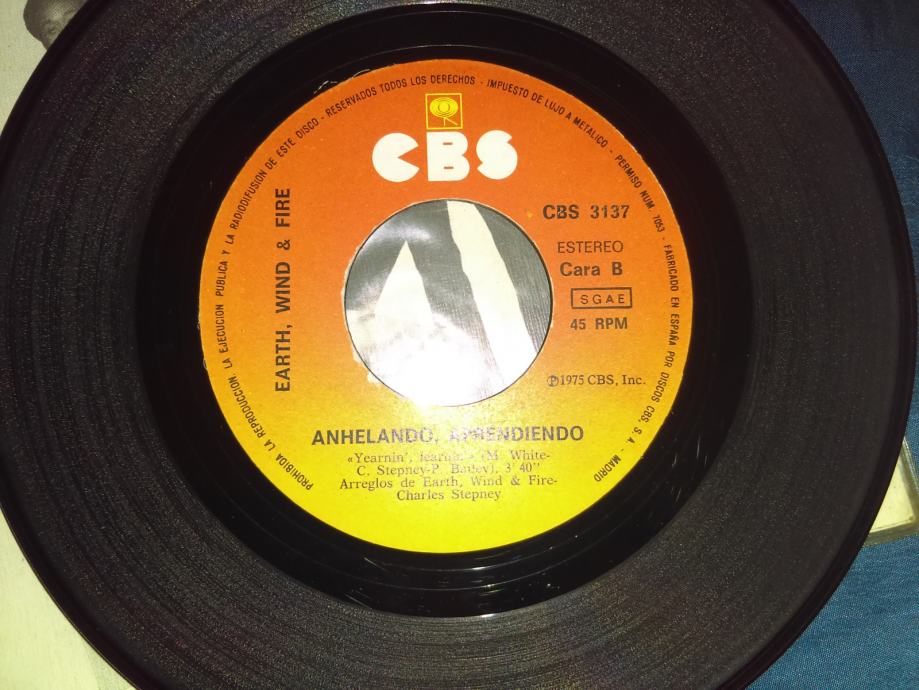 PROHIBIDA LA REPRODUCCION, LA EJECUCION PUBLICA Y LA RADIODIFUSION DE ESTE DISCO - RESERVADOS TODOS LOS DERECHOS - IMPUESTO DE LUJO A METALICO - PERMISO NUM. 7053 - FABRICADO EN ESPAÑA POR DISCOS CBS, S. A. - MADRID
CBS
EARTH, WIND & FIRE
CBS 3137
ESTEREO
Cara B
SGAE
45 RPM
℗1975 CBS, Inc.
ANHELANDO, APRENDIENDO
«Yearnin', learnin'» (M. White-
C. Stepney-P. Bailey). 3' 40"
Arreglos de Earth, Wind & Fire-
Charles Stepney